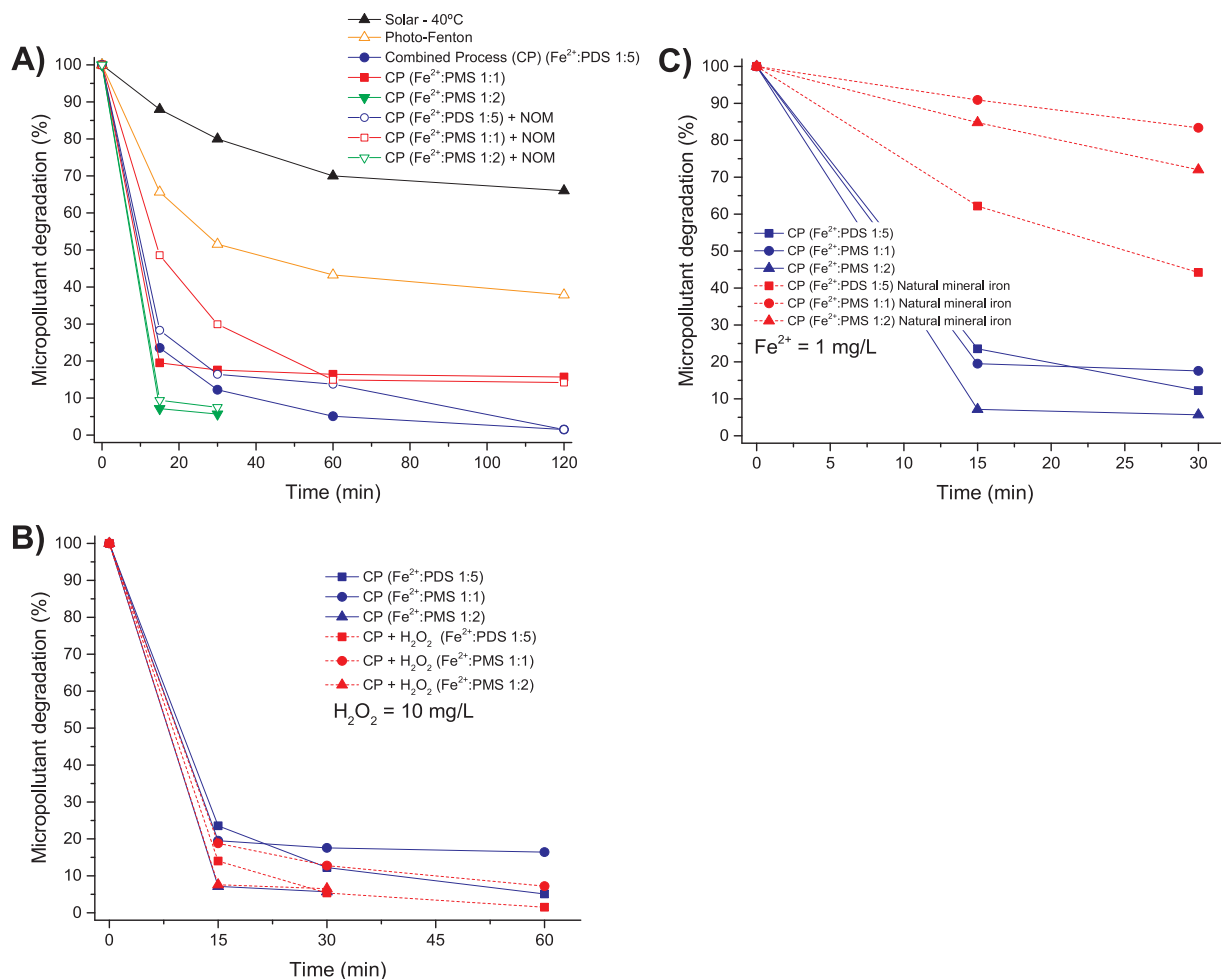 A)
Solar - 40ºC
Photo-Fenton
Combined Process (CP) (Fe²⁺:PDS 1:5)
CP (Fe²⁺:PMS 1:1)
CP (Fe²⁺:PMS 1:2)
CP (Fe²⁺:PDS 1:5) + NOM
CP (Fe²⁺:PMS 1:1) + NOM
CP (Fe²⁺:PMS 1:2) + NOM
Micropollutant degradation (%)
100
90
80
70
60
50
40
30
20
10
0
0 20 40 60 80 100 120
Time (min)
C)
Micropollutant degradation (%)
100
90
80
70
60
50
40
30
20
10
0
CP (Fe²⁺:PDS 1:5)
CP (Fe²⁺:PMS 1:1)
CP (Fe²⁺:PMS 1:2)
CP (Fe²⁺:PDS 1:5) Natural mineral iron
CP (Fe²⁺:PMS 1:1) Natural mineral iron
CP (Fe²⁺:PMS 1:2) Natural mineral iron
Fe²⁺ = 1 mg/L
0 5 10 15 20 25 30
Time (min)
B)
Micropollutant degradation (%)
100
90
80
70
60
50
40
30
20
10
0
CP (Fe²⁺:PDS 1:5)
CP (Fe²⁺:PMS 1:1)
CP (Fe²⁺:PMS 1:2)
CP + H₂O₂ (Fe²⁺:PDS 1:5)
CP + H₂O₂ (Fe²⁺:PMS 1:1)
CP + H₂O₂ (Fe²⁺:PMS 1:2)
H₂O₂ = 10 mg/L
0 15 30 45 60
Time (min)